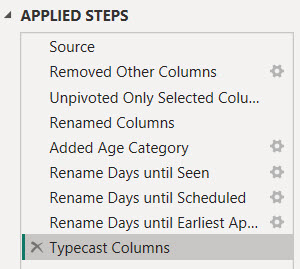 APPLIED STEPS
Source
Removed Other Columns
Unpivoted Only Selected Colu...
Renamed Columns
Added Age Category
Rename Days until Seen
Rename Days until Scheduled
Rename Days until Earliest Ap...
Typecast Columns